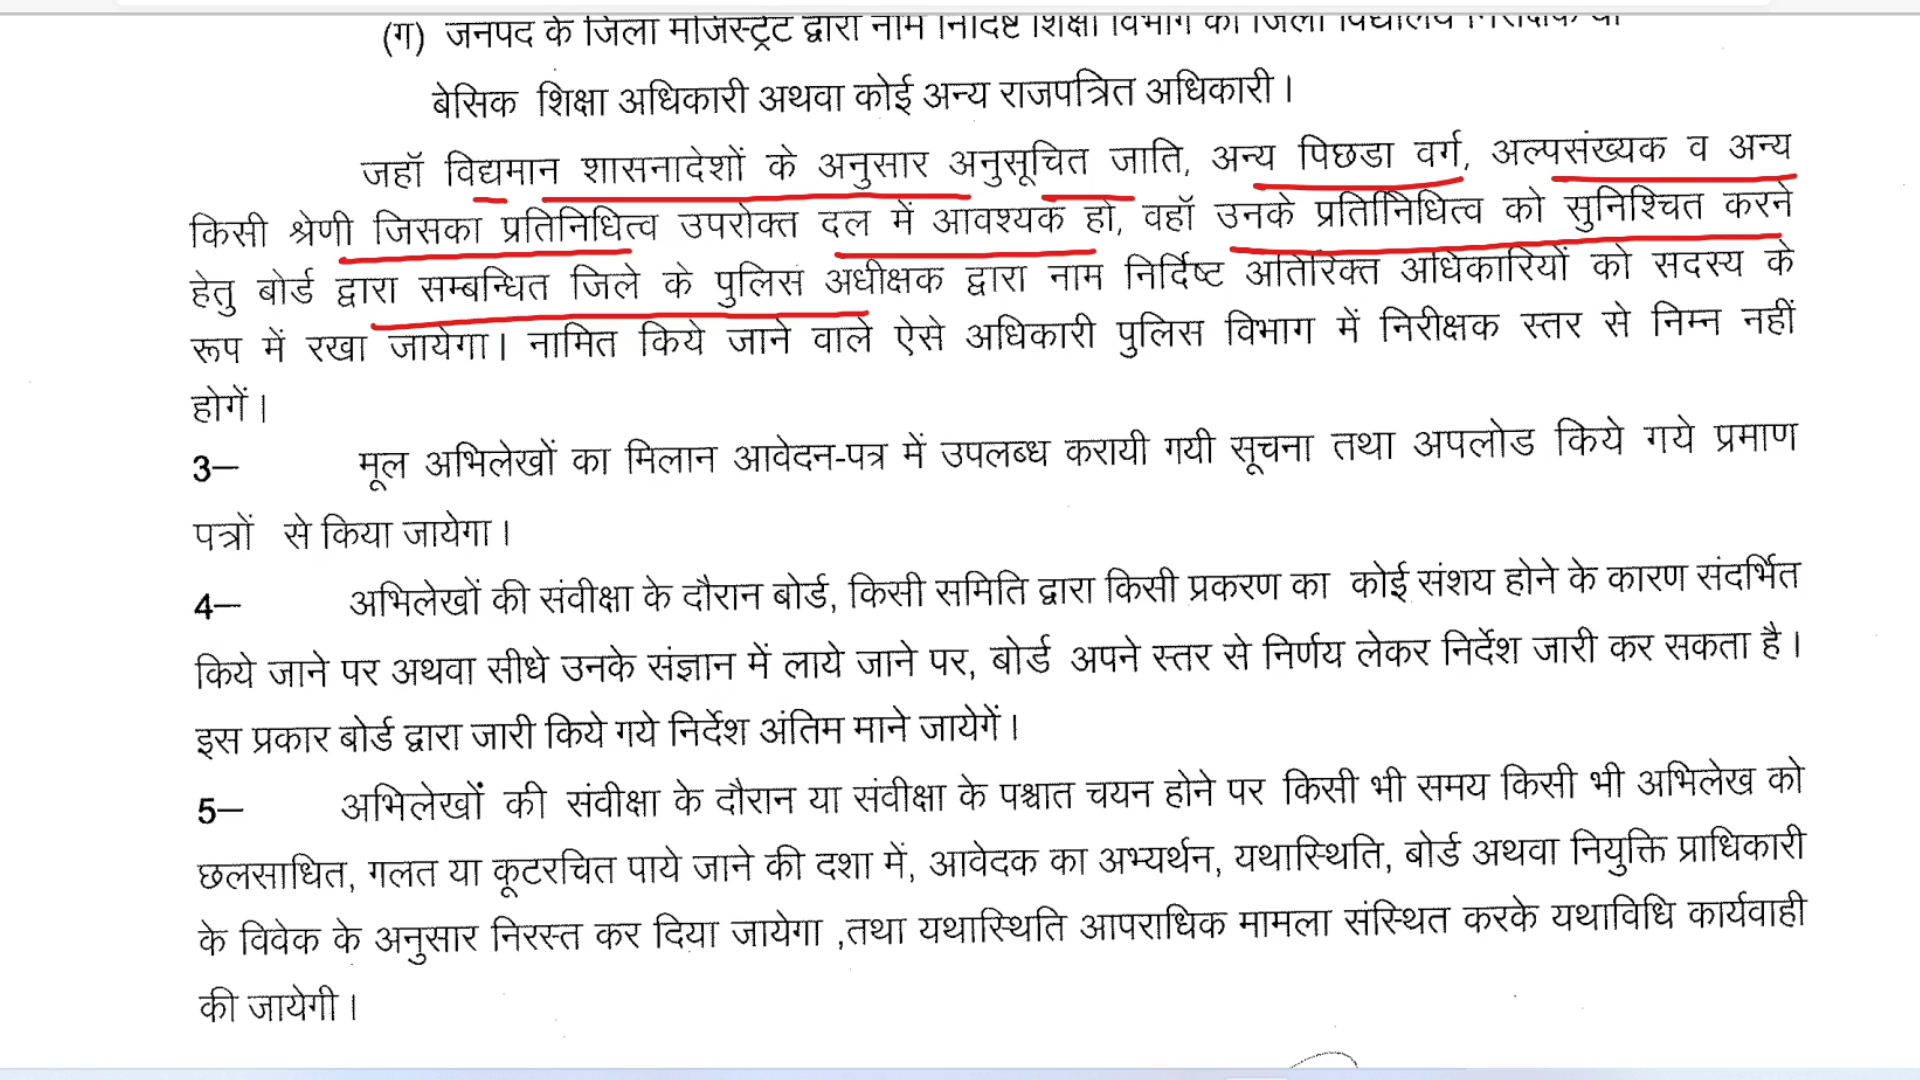 (ग) जनपद के जिला मजिस्ट्रेट द्वारा नाम निर्दिष्ट शिक्षा विभाग का जिला विद्यालय निरीक्षक या
बेसिक शिक्षा अधिकारी अथवा कोई अन्य राजपत्रित अधिकारी।
जहॉ विद्यमान शासनादेशों के अनुसार अनुसूचित जाति, अन्य पिछडा वर्ग, अल्पसंख्यक व अन्य
किसी श्रेणी जिसका प्रतिनिधित्व उपरोक्त दल में आवश्यक हो, वहॉ उनके प्रतिनिधित्व को सुनिश्चित करने
हेतु बोर्ड द्वारा सम्बन्धित जिले के पुलिस अधीक्षक द्वारा नाम निर्दिष्ट अतिरिक्त अधिकारियों को सदस्य के
रूप में रखा जायेगा। नामित किये जाने वाले ऐसे अधिकारी पुलिस विभाग में निरीक्षक स्तर से निम्न नहीं
होगें।
3– मूल अभिलेखों का मिलान आवेदन-पत्र में उपलब्ध करायी गयी सूचना तथा अपलोड किये गये प्रमाण
पत्रों से किया जायेगा।
4– अभिलेखों की संवीक्षा के दौरान बोर्ड, किसी समिति द्वारा किसी प्रकरण का कोई संशय होने के कारण संदर्भित
किये जाने पर अथवा सीधे उनके संज्ञान में लाये जाने पर, बोर्ड अपने स्तर से निर्णय लेकर निर्देश जारी कर सकता है।
इस प्रकार बोर्ड द्वारा जारी किये गये निर्देश अंतिम माने जायेगें।
5– अभिलेखों की संवीक्षा के दौरान या संवीक्षा के पश्चात चयन होने पर किसी भी समय किसी भी अभिलेख को
छलसाधित, गलत या कूटरचित पाये जाने की दशा में, आवेदक का अभ्यर्थन, यथास्थिति, बोर्ड अथवा नियुक्ति प्राधिकारी
के विवेक के अनुसार निरस्त कर दिया जायेगा ,तथा यथास्थिति आपराधिक मामला संस्थित करके यथाविधि कार्यवाही
की जायेगी।